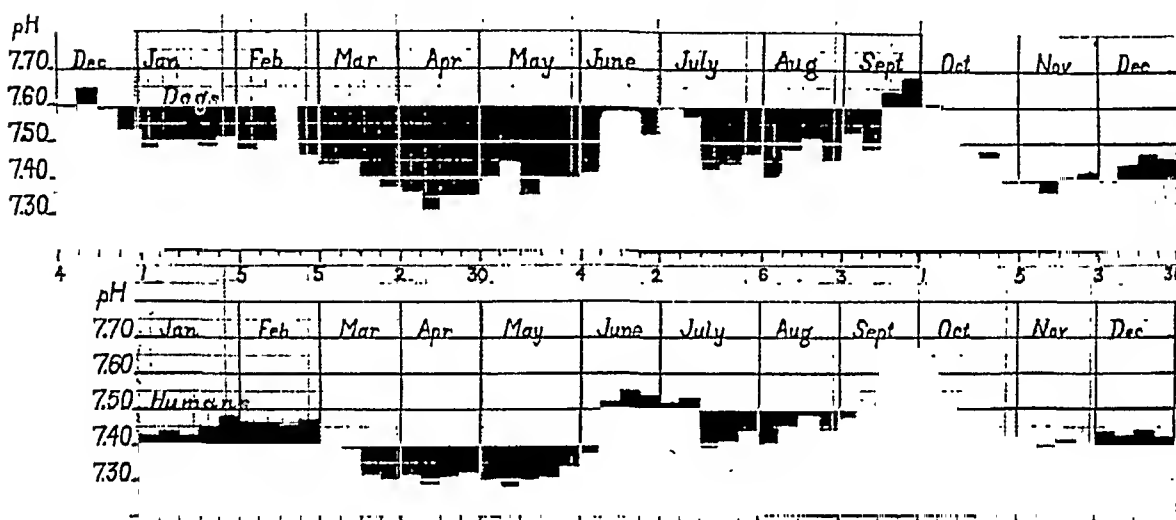 pH
7.70 Dec Jan Feb Mar Apr May June July Aug Sept Oct Nov Dec
7.60 Dogs
7.50
7.40
7.30
4 1 5 5 2 30 4 2 6 3 1 5 3 31
pH
7.70 Jan Feb Mar Apr May June July Aug Sept Oct Nov Dec
7.60
7.50 Humans
7.40
7.30